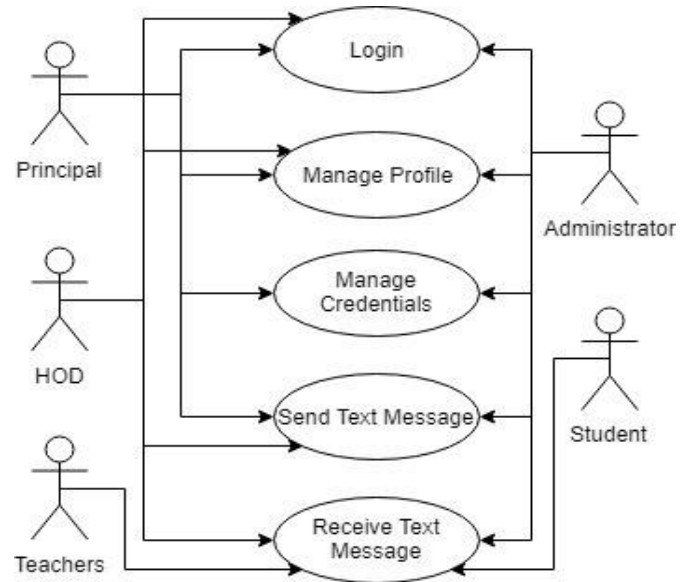 Login
Principal
Manage Profile
Administrator
Manage
Credentials
HOD
Send Text Message
Student
Receive Text
Message
Teachers